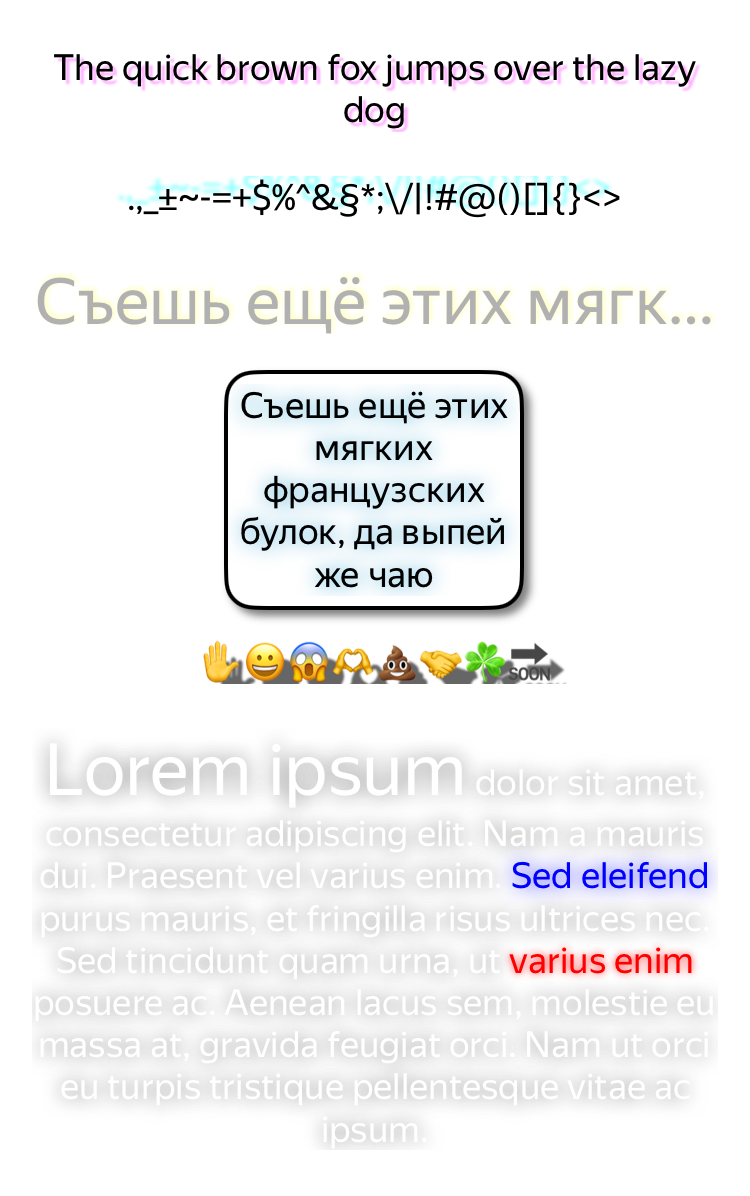 The quick brown fox jumps over the lazy
dog
.,_±~-=+$%^&§*;\/|!#@()[]{}<>
Съешь ещё этих мягк...
Съешь ещё этих
мягких
французских
булок, да выпей
же чаю
✋😀😱🫶💩🤝☘️🔜
Lorem ipsum dolor sit amet,
consectetur adipiscing elit. Nam a mauris
dui. Praesent vel varius enim. Sed eleifend
purus mauris, et fringilla risus ultrices nec.
Sed tincidunt quam urna, ut varius enim
posuere ac. Aenean lacus sem, molestie eu
massa at, gravida feugiat orci. Nam ut orci
eu turpis tristique pellentesque vitae ac
ipsum.